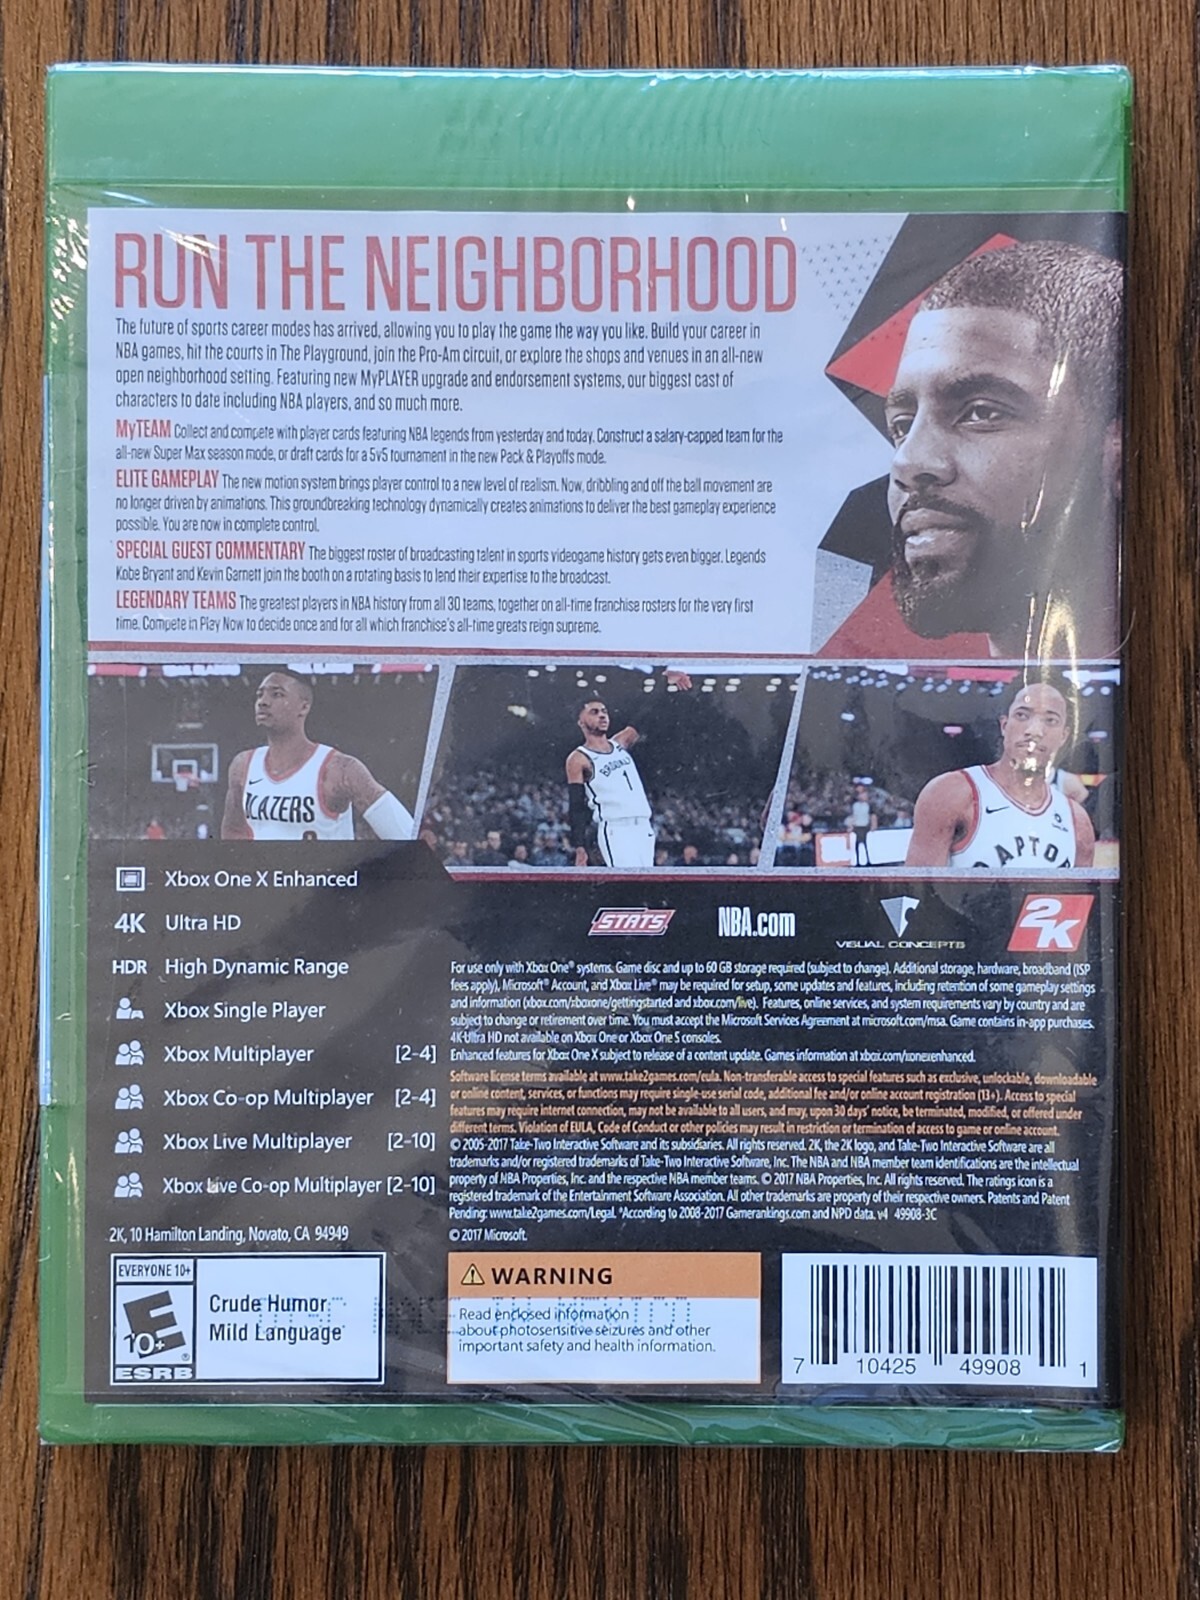 RUN THE NEIGHBORHOOD
The future of sports career modes has arrived, allowing you to play the game the way you like. Build your career in
NBA games, hit the courts in The Playground, join the Pro-Am circuit, or explore the shops and venues in an all-new
open neighborhood setting. Featuring new MyPLAYER upgrade and endorsement systems, our biggest cast of
characters to date including NBA players, and so much more.
MyTEAM Collect and compete with player cards featuring NBA legends from yesterday and today. Construct a salary-capped team for the
all-new Super Max season mode, or draft cards for a 5v5 tournament in the new Pack & Playoffs mode.
ELITE GAMEPLAY The new motion system brings player control to a new level of realism. Now, dribbling and off the ball movement are
no longer driven by animations. This groundbreaking technology dynamically creates animations to deliver the best gameplay experience
possible. You are now in complete control.
SPECIAL GUEST COMMENTARY The biggest roster of broadcasting talent in sports videogame history gets even bigger. Legends
Kobe Bryant and Kevin Garnett join the booth on a rotating basis to lend their expertise to the broadcast.
LEGENDARY TEAMS The greatest players in NBA history from all 30 teams, together on all-time franchise rosters for the very first
time. Compete in Play Now to decide once and for all which franchise's all-time greats reign supreme.
BLAZERS
BROOKLYN
1
RAPTOR
Xbox One X Enhanced
4K Ultra HD
HDR High Dynamic Range
Xbox Single Player
Xbox Multiplayer [2-4]
Xbox Co-op Multiplayer [2-4]
Xbox Live Multiplayer [2-10]
Xbox Live Co-op Multiplayer [2-10]
2K, 10 Hamilton Landing, Novato, CA 94949
STATS
NBA.com
VISUAL CONCEPTS
2K
For use only with Xbox One® systems. Game disc and up to 60 GB storage required (subject to change). Additional storage, hardware, broadband (ISP
fees apply), Microsoft® Account, and Xbox Live® may be required for setup, some updates and features, including retention of some gameplay settings
and information (xbox.com/xboxone/gettingstarted and xbox.com/live). Features, online services, and system requirements vary by country and are
subject to change or retirement over time. You must accept the Microsoft Services Agreement at microsoft.com/msa. Game contains in-app purchases.
4K Ultra HD not available on Xbox One or Xbox One S consoles.
Enhanced features for Xbox One X subject to release of a content update. Games information at xbox.com/xonexenhanced.
Software license terms available at www.take2games.com/eula. Non-transferable access to special features such as exclusive, unlockable, downloadable
or online content, services, or functions may require single-use serial code, additional fee and/or online account registration (13+). Access to special
features may require internet connection, may not be available to all users, and may, upon 30 days' notice, be terminated, modified, or offered under
different terms. Violation of EULA, Code of Conduct or other policies may result in restriction or termination of access to game or online account.
© 2005-2017 Take-Two Interactive Software and its subsidiaries. All rights reserved. 2K, the 2K logo, and Take-Two Interactive Software are all
trademarks and/or registered trademarks of Take-Two Interactive Software, Inc. The NBA and NBA member team identifications are the intellectual
property of NBA Properties, Inc. and the respective NBA member teams. © 2017 NBA Properties, Inc. All rights reserved. The ratings icon is a
registered trademark of the Entertainment Software Association. All other trademarks are property of their respective owners. Patents and Patent
Pending: www.take2games.com/Legal. *According to 2008-2017 Gamerankings.com and NPD data. v4 49908-3C
© 2017 Microsoft.
EVERYONE 10+
E
10+
ESRB
Crude Humor
Mild Language
WARNING
Read enclosed information
about photosensitive seizures and other
important safety and health information.
7 10425 49908 1